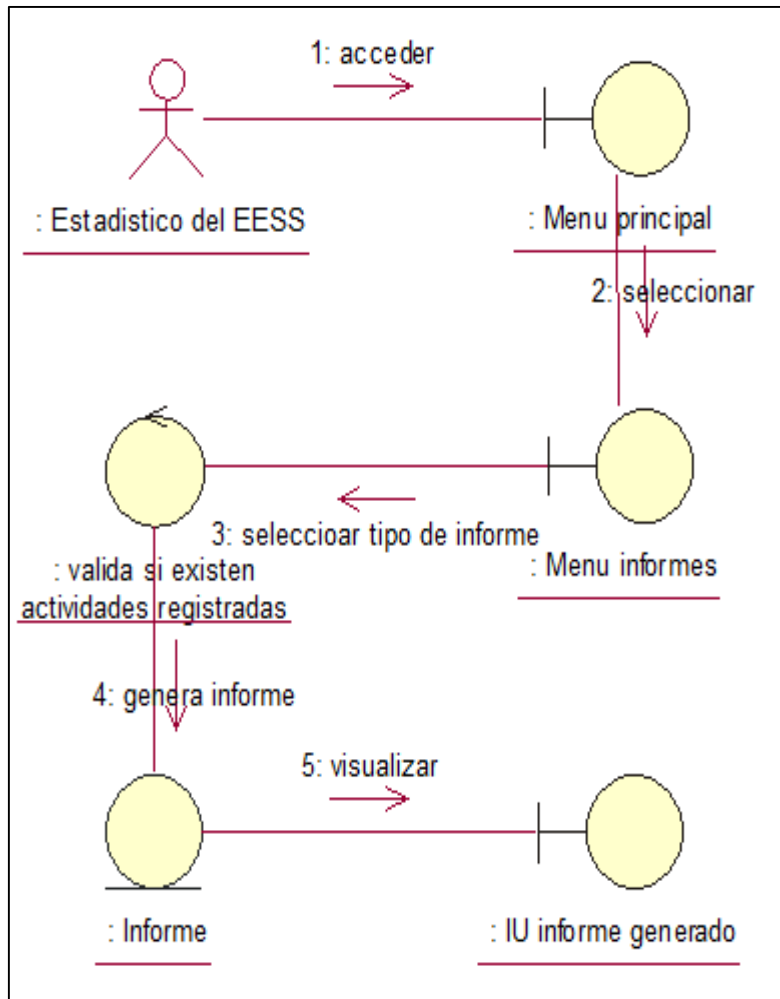 1: acceder
: Estadistico del EESS
: Menu principal
2: seleccionar
3: seleccioar tipo de informe
: valida si existen
actividades registradas
: Menu informes
4: genera informe
5: visualizar
: Informe
: IU informe generado